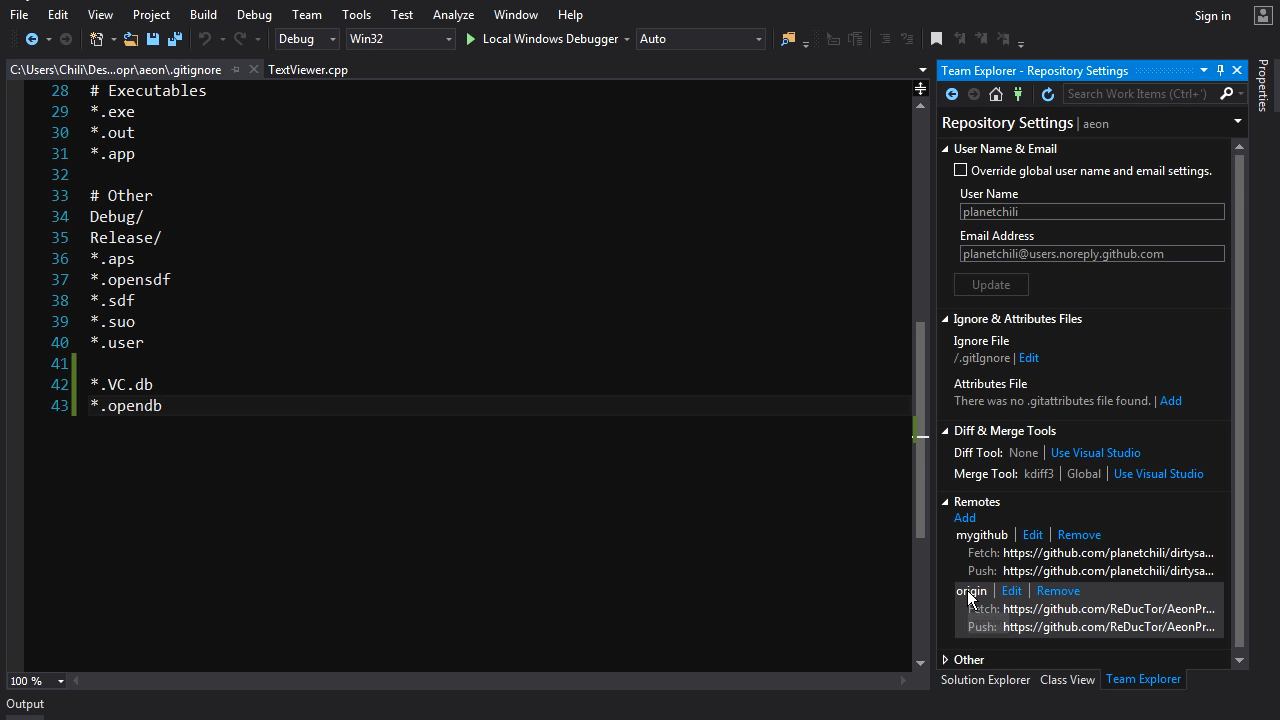 File Edit View Project Build Debug Team Tools Test Analyze Window Help Sign in
Debug Win32 Local Windows Debugger Auto
C:\Users\Chili\Des...opr\aeon\.gitignore TextViewer.cpp
28 # Executables
29 *.exe
30 *.out
31 *.app
32
33 # Other
34 Debug/
35 Release/
36 *.aps
37 *.opensdf
38 *.sdf
39 *.suo
40 *.user
41
42 *.VC.db
43 *.opendb
100 %
Output
Team Explorer - Repository Settings
Search Work Items (Ctrl+')
Repository Settings | aeon
User Name & Email
Override global user name and email settings.
User Name
planetchili
Email Address
planetchili@users.noreply.github.com
Update
Ignore & Attributes Files
Ignore File
/.gitIgnore | Edit
Attributes File
There was no .gitattributes file found. | Add
Diff & Merge Tools
Diff Tool: None | Use Visual Studio
Merge Tool: kdiff3 | Global | Use Visual Studio
Remotes
Add
mygithub | Edit | Remove
Fetch: https://github.com/planetchili/dirtysa...
Push: https://github.com/planetchili/dirtysa...
origin | Edit | Remove
Fetch: https://github.com/ReDucTor/AeonPr...
Push: https://github.com/ReDucTor/AeonPr...
Other
Solution Explorer Class View Team Explorer
Properties